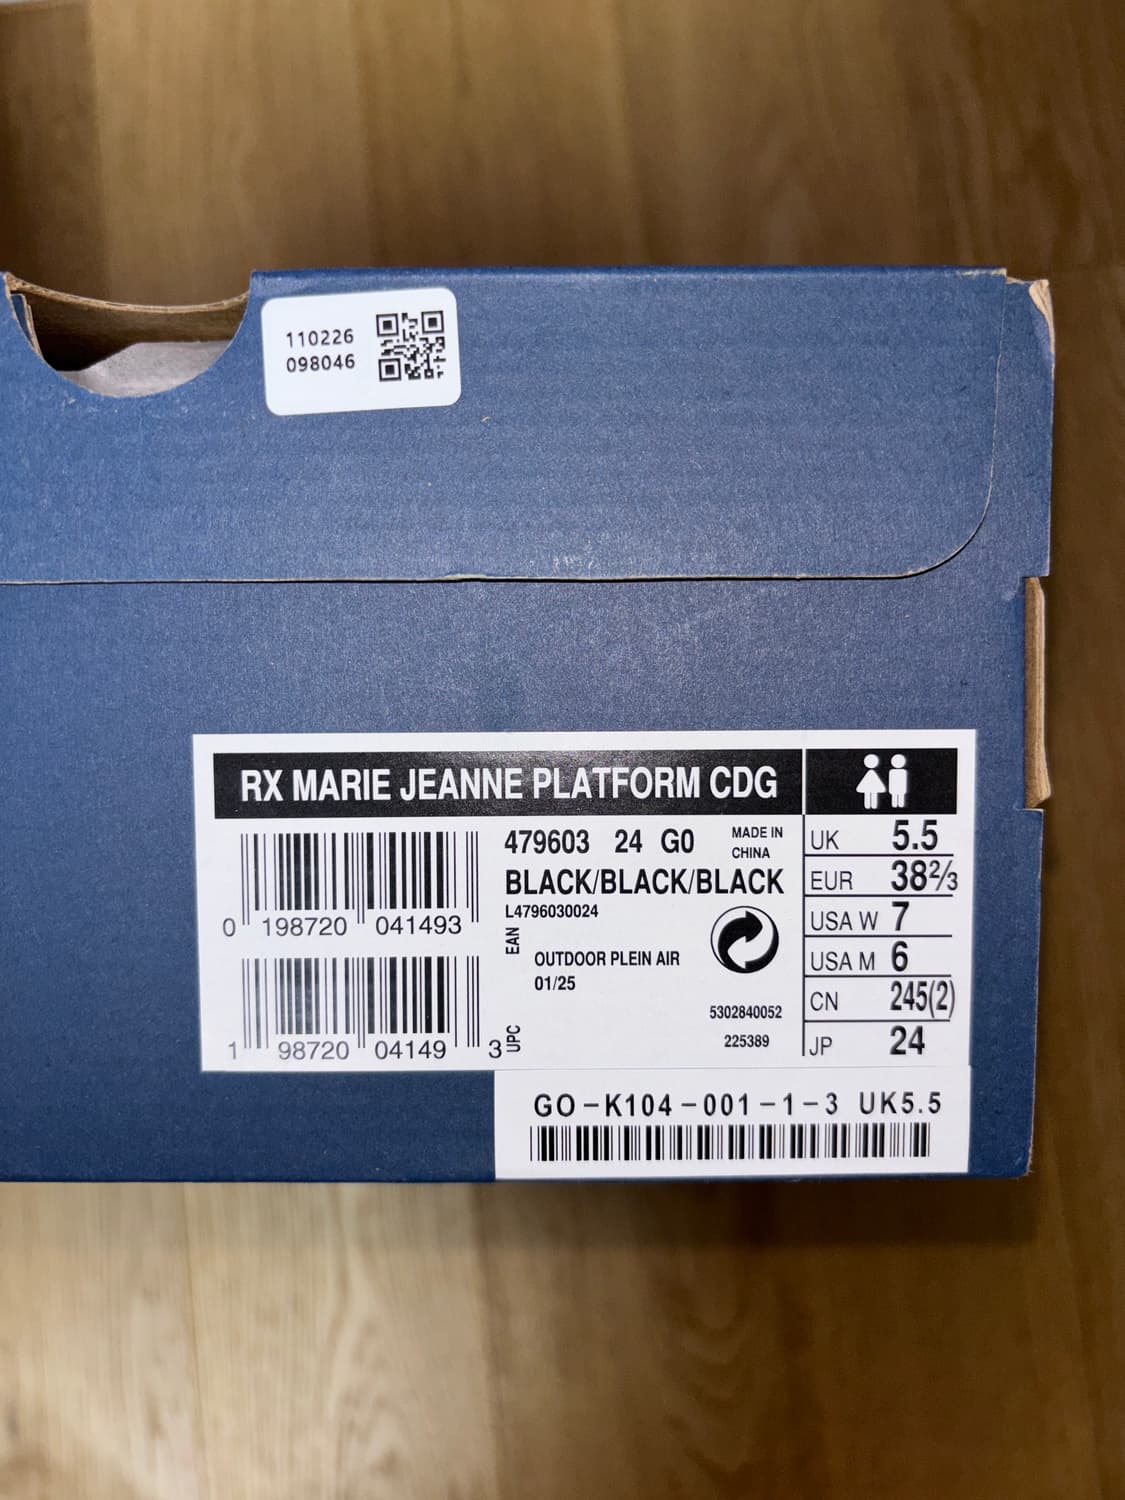 110226
098046
RX MARIE JEANNE PLATFORM CDG
479603 24 G0
MADE IN
CHINA
BLACK/BLACK/BLACK
L4796030024
0 198720 041493
EAN
OUTDOOR PLEIN AIR
01/25
5302840052
225389
1 98720 04149 3
UPC
UK 5.5
EUR 38⅔
USA W 7
USA M 6
CN 245(2)
JP 24
GO-K104-001-1-3 UK5.5